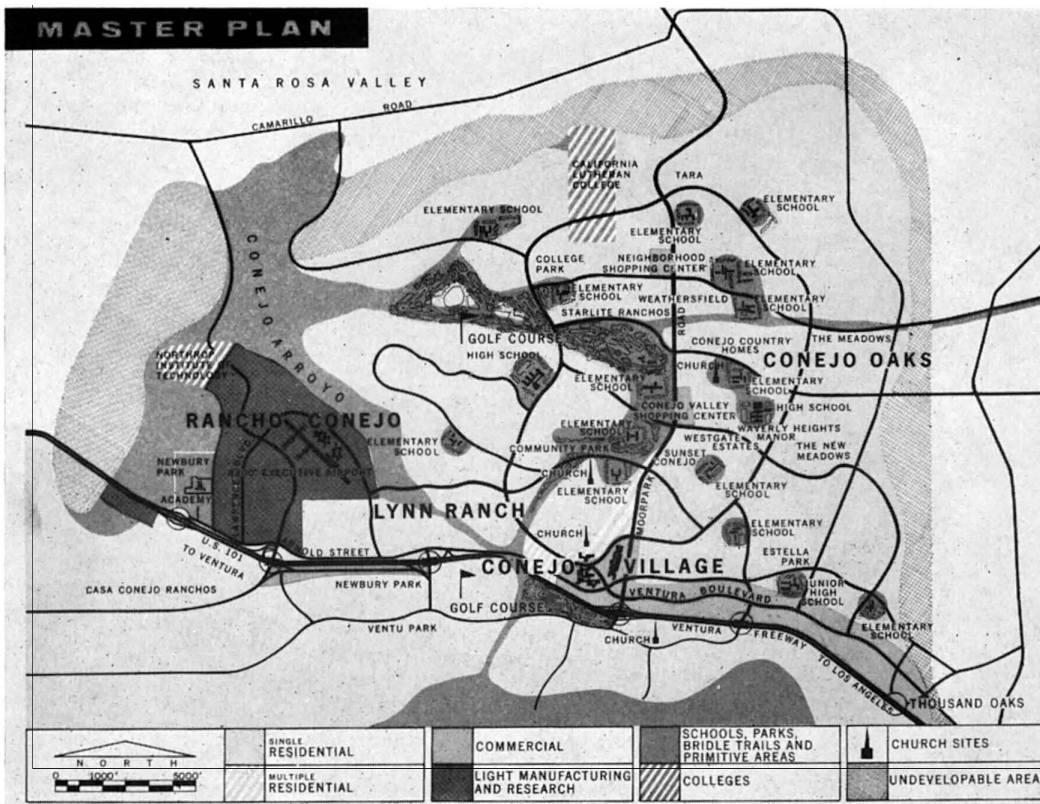 MASTER PLAN
SANTA ROSA VALLEY
CAMARILLO ROAD
CALIFORNIA
LUTHERAN
COLLEGE
TARA
ELEMENTARY
SCHOOL
ELEMENTARY SCHOOL
ELEMENTARY
SCHOOL
CONEJO ARROYO
COLLEGE
PARK
NEIGHBORHOOD
SHOPPING CENTER
ELEMENTARY
SCHOOL
ELEMENTARY
SCHOOL
WEATHERSFIELD
ELEMENTARY
SCHOOL
STARLITE RANCHOS
ROAD
GOLF COURSE
HIGH SCHOOL
THE MEADOWS
CONEJO COUNTRY
HOMES
CONEJO OAKS
NORTHROP
INSTITUTE OF
TECHNOLOGY
CHURCH
ELEMENTARY
SCHOOL
ELEMENTARY
SCHOOL
RANCHO CONEJO
CONEJO VALLEY
SHOPPING CENTER
HIGH SCHOOL
WAVERLY HEIGHTS
MANOR
ELEMENTARY
SCHOOL
ELEMENTARY
SCHOOL
COMMUNITY PARK
WESTGATE
ESTATES
THE NEW
MEADOWS
SUNSET
CONEJO
NEWBURY
PARK
ACADEMY
EXECUTIVE AIRPORT
CHURCH
ELEMENTARY
SCHOOL
ELEMENTARY
SCHOOL
LYNN RANCH
MOORPARK
ELEMENTARY
SCHOOL
CHURCH
U.S. 101
TO VENTURA
OLD STREET
CONEJO VILLAGE
ESTELLA
PARK
CASA CONEJO RANCHOS
NEWBURY PARK
GOLF COURSE
VENTURA BOULEVARD
JUNIOR
HIGH
SCHOOL
VENTU PARK
CHURCH
VENTURA FREEWAY TO LOS ANGELES
ELEMENTARY
SCHOOL
THOUSAND OAKS
NORTH
0 1000' 5000'
SINGLE
RESIDENTIAL
MULTIPLE
RESIDENTIAL
COMMERCIAL
LIGHT MANUFACTURING
AND RESEARCH
SCHOOLS, PARKS,
BRIDLE TRAILS AND
PRIMITIVE AREAS
COLLEGES
CHURCH SITES
UNDEVELOPABLE AREA